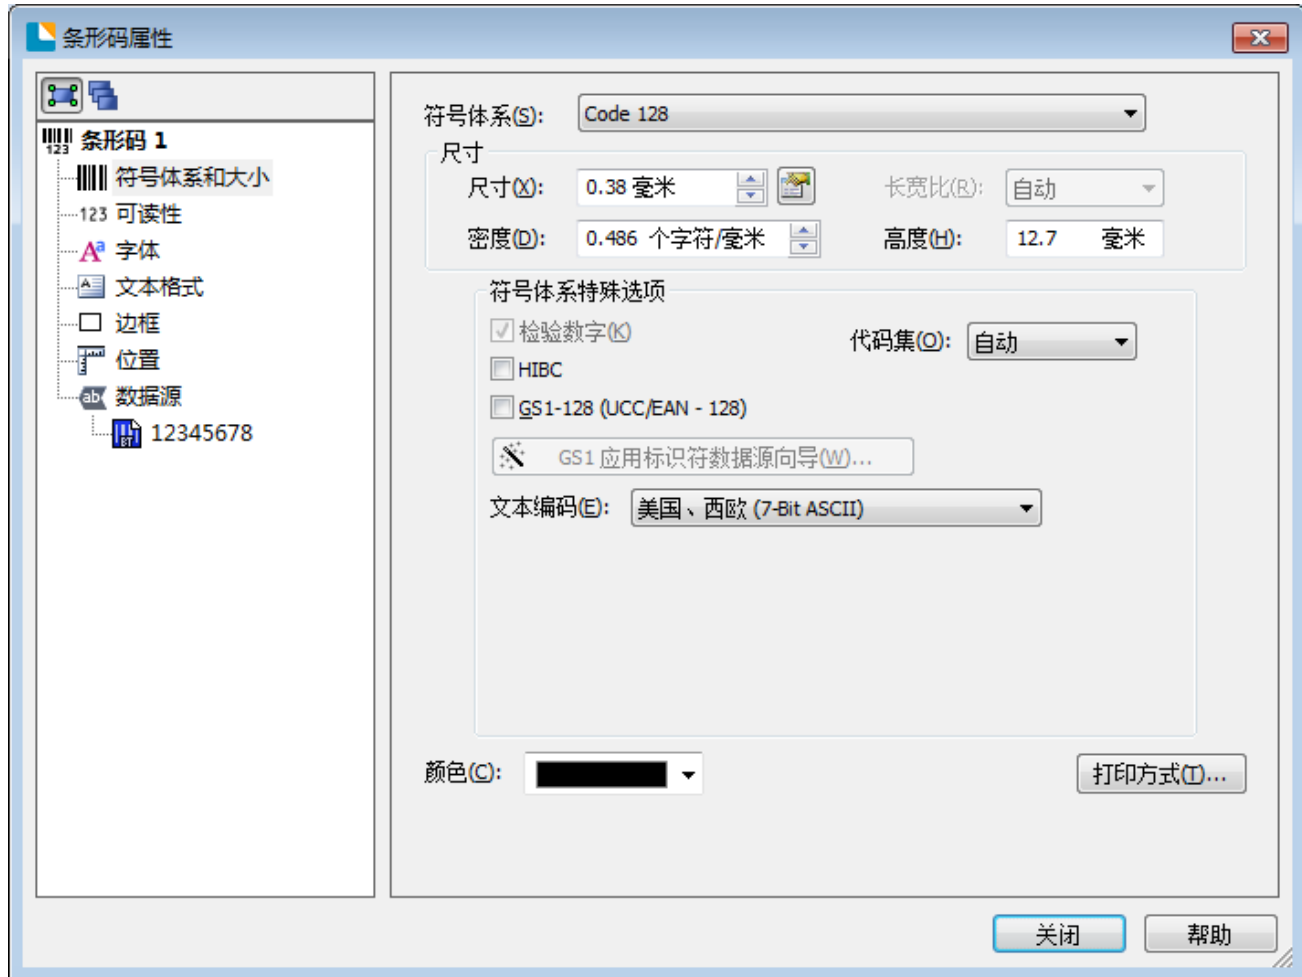 条形码属性
条形码 1
符号体系和大小
123 可读性
字体
文本格式
边框
位置
数据源
12345678
符号体系(S): Code 128
尺寸
尺寸(X): 0.38 毫米 长宽比(R): 自动
密度(D): 0.486 个字符/毫米 高度(H): 12.7 毫米
符号体系特殊选项
检验数字(K) 代码集(O): 自动
HIBC
GS1-128 (UCC/EAN - 128)
GS1 应用标识符数据源向导(W)...
文本编码(E): 美国、西欧 (7-Bit ASCII)
颜色(C): 打印方式(T)...
关闭 帮助